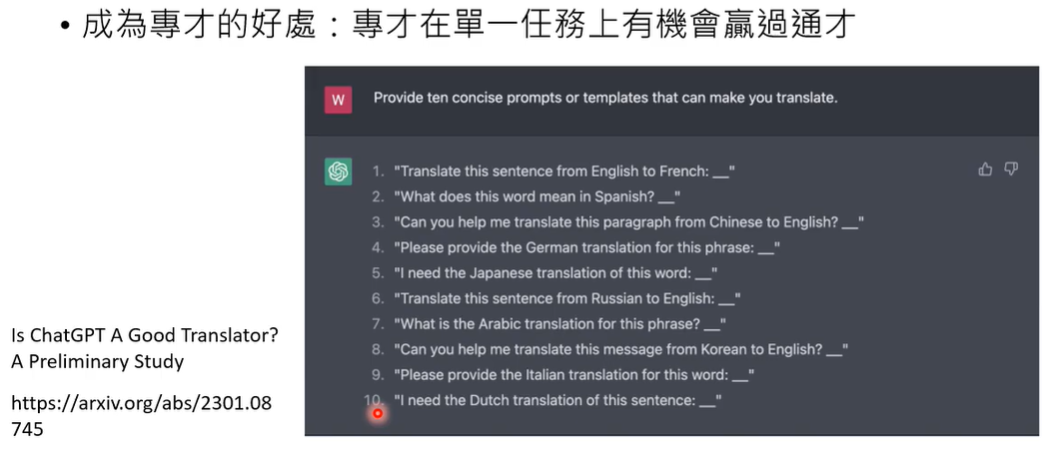 • 成為專才的好處：專才在單一任務上有機會贏過通才
W
Provide ten concise prompts or templates that can make you translate.
1. "Translate this sentence from English to French: __"
2. "What does this word mean in Spanish? __"
3. "Can you help me translate this paragraph from Chinese to English? __"
4. "Please provide the German translation for this phrase: __"
5. "I need the Japanese translation of this word: __"
6. "Translate this sentence from Russian to English: __"
7. "What is the Arabic translation for this phrase? __"
8. "Can you help me translate this message from Korean to English? __"
9. "Please provide the Italian translation for this word: __"
10. "I need the Dutch translation of this sentence: __"
Is ChatGPT A Good Translator?
A Preliminary Study
https://arxiv.org/abs/2301.08
745